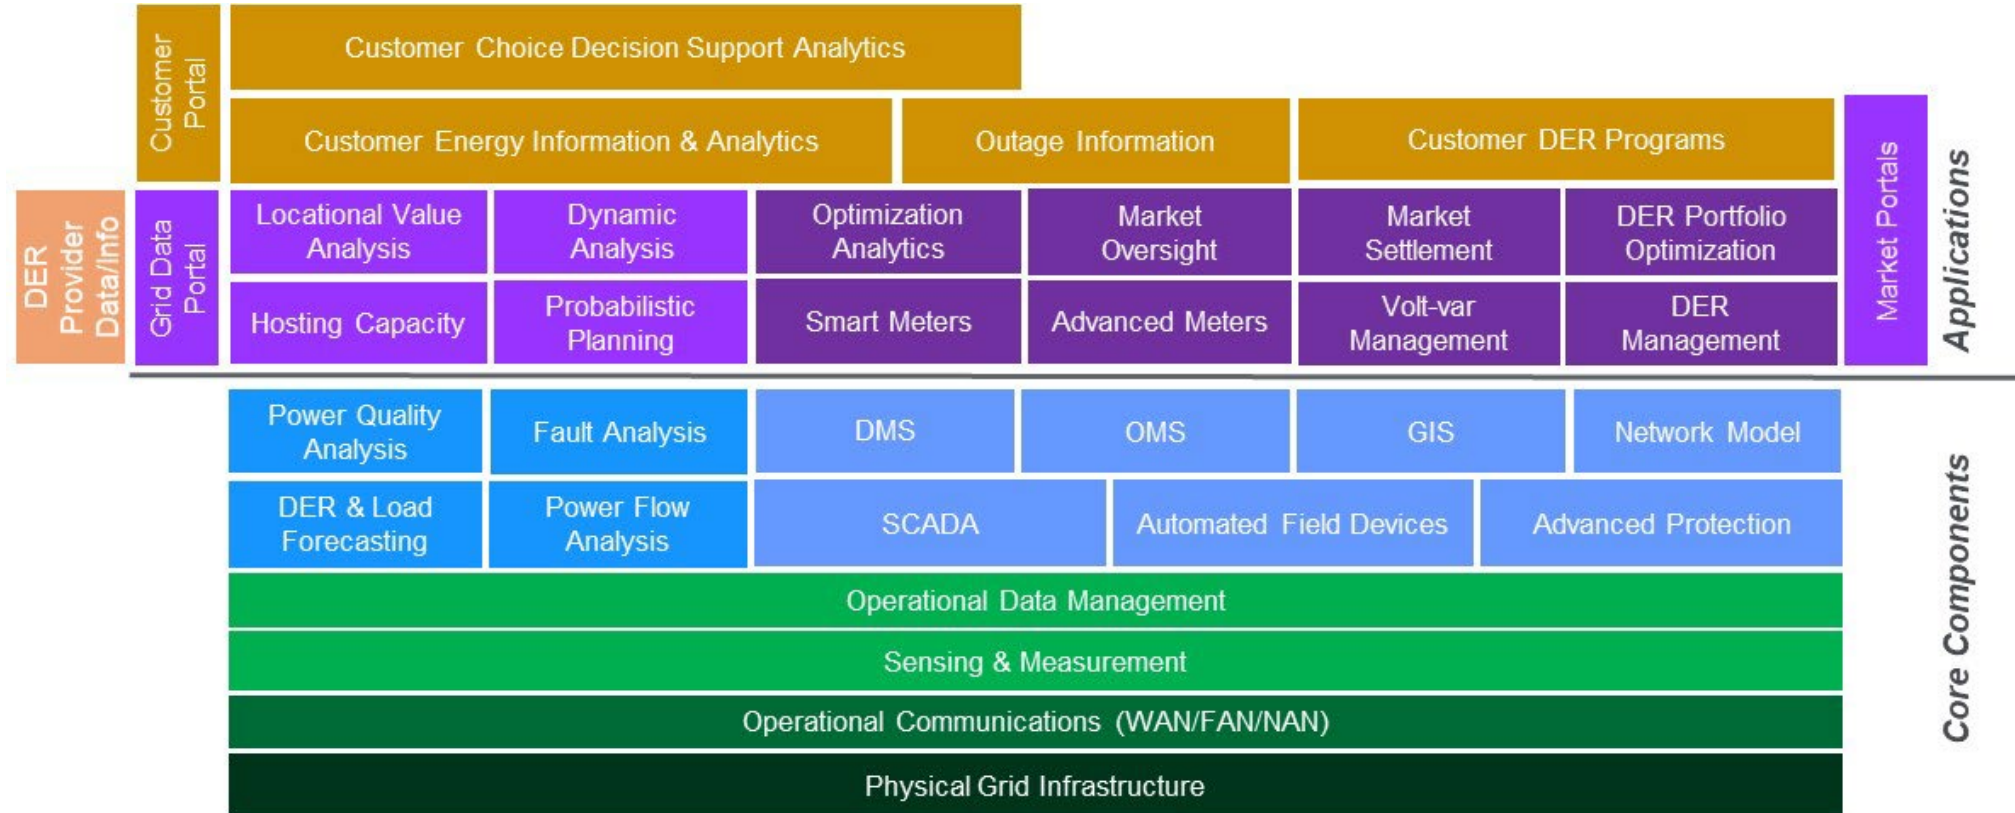 Customer
Portal
Customer Choice Decision Support Analytics
Customer Energy Information & Analytics
Outage Information
Customer DER Programs
Market Portals
Applications
DER
Provider
Data/Info
Grid Data
Portal
Locational Value
Analysis
Dynamic
Analysis
Optimization
Analytics
Market
Oversight
Market
Settlement
DER Portfolio
Optimization
Hosting Capacity
Probabilistic
Planning
Smart Meters
Advanced Meters
Volt-var
Management
DER
Management
Power Quality
Analysis
Fault Analysis
DMS
OMS
GIS
Network Model
Core Components
DER & Load
Forecasting
Power Flow
Analysis
SCADA
Automated Field Devices
Advanced Protection
Operational Data Management
Sensing & Measurement
Operational Communications (WAN/FAN/NAN)
Physical Grid Infrastructure